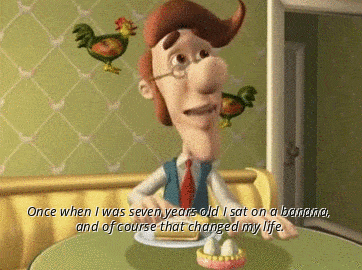 Once when I was seven years old I sat on a banana,
and of course that changed my life.